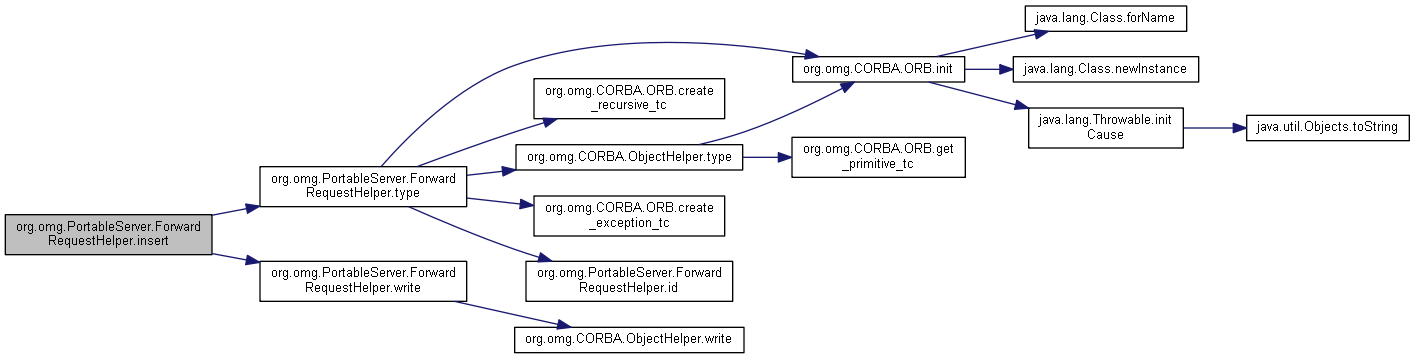 java.lang.Class.forName
org.omg.CORBA.ORB.init
java.lang.Class.newInstance
org.omg.CORBA.ORB.create
_recursive_tc
java.lang.Throwable.init
Cause
java.util.Objects.toString
org.omg.CORBA.ObjectHelper.type
org.omg.CORBA.ORB.get
_primitive_tc
org.omg.PortableServer.Forward
RequestHelper.type
org.omg.CORBA.ORB.create
_exception_tc
org.omg.PortableServer.Forward
RequestHelper.insert
org.omg.PortableServer.Forward
RequestHelper.write
org.omg.PortableServer.Forward
RequestHelper.id
org.omg.CORBA.ObjectHelper.write